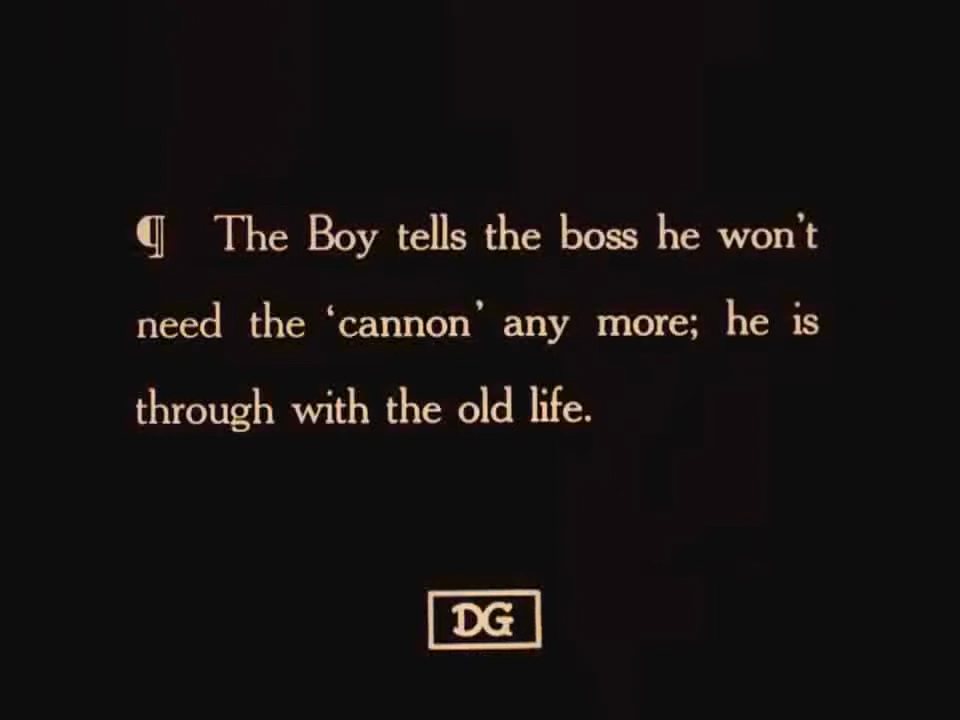 ¶ The Boy tells the boss he won't
need the ‘cannon’ any more; he is
through with the old life.
DG